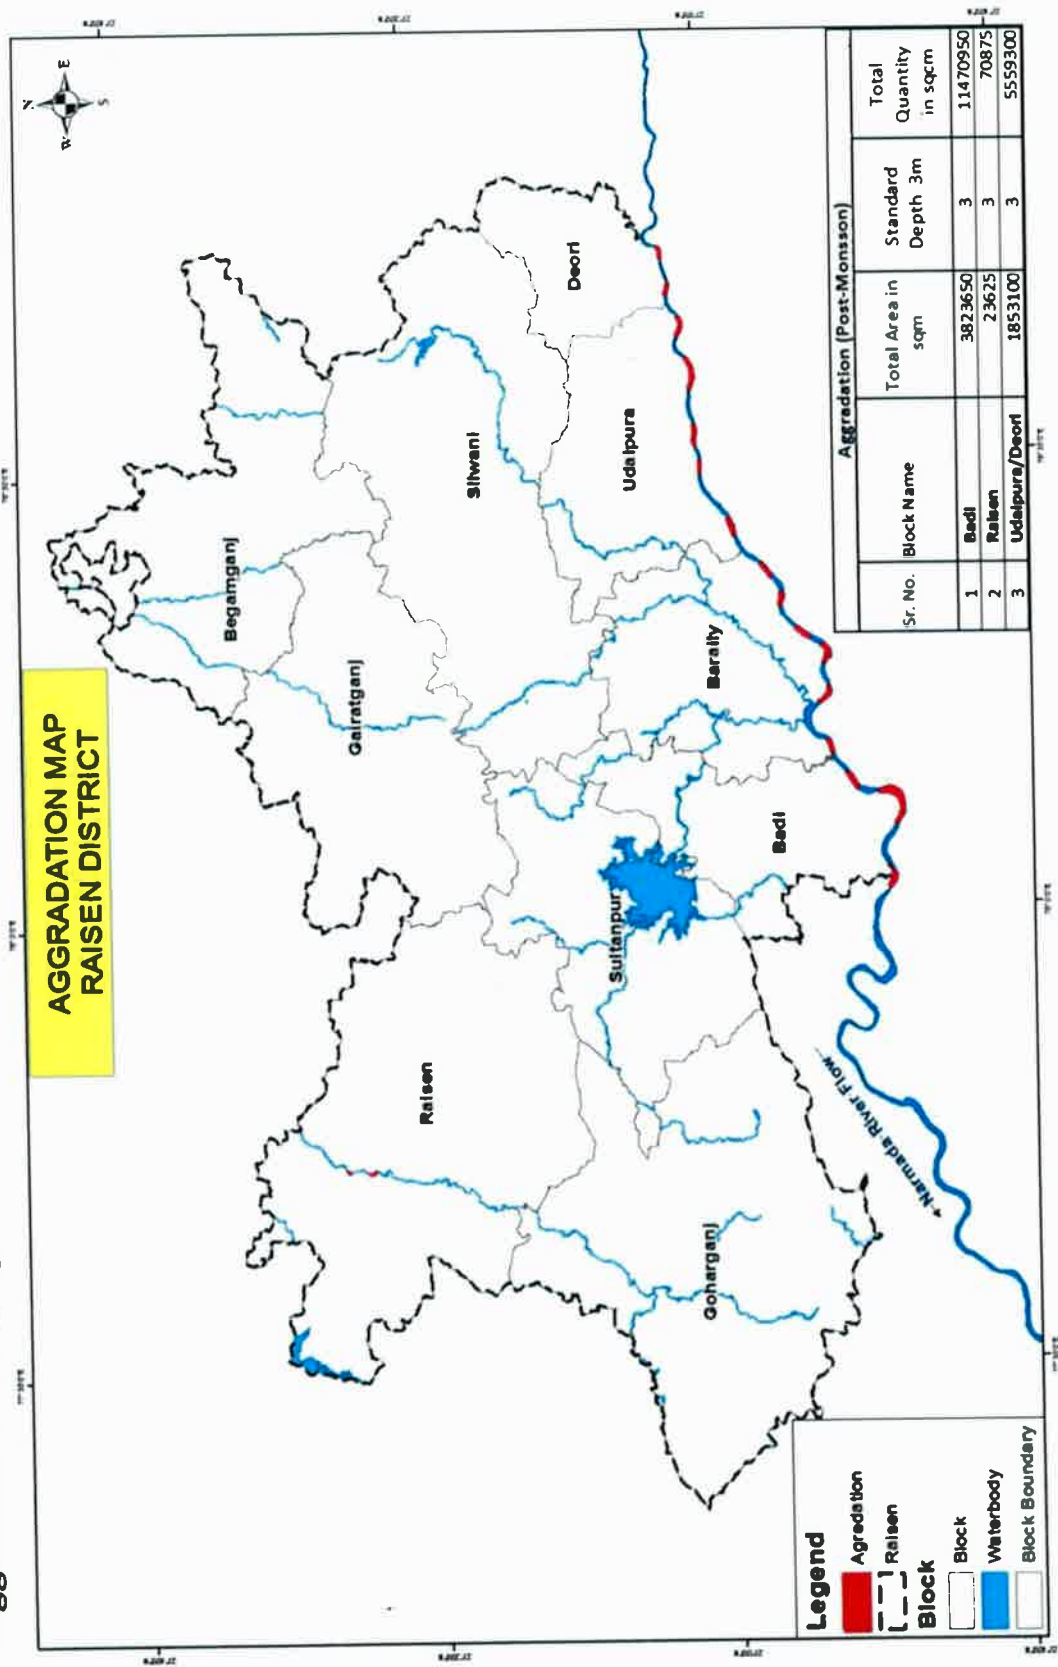 AGGRADATION MAP
RAISEN DISTRICT
N
W
E
S
Begamganj
Gairatganj
Silwani
Deori
Udaipura
Raisen
Sultanpur
Baraily
Badi
Goharganj
Narmada River Flow
Legend
Agredation
Raisen
Block
Block
Waterbody
Block Boundary
Aggradation (Post-Monsson)
Sr. No. Block Name Total Area in sqm Standard Depth 3m Total Quantity in sqcm
1 Badi 3823650 3 11470950
2 Raisen 23625 3 70875
3 Udaipura/Deori 1853100 3 5559300